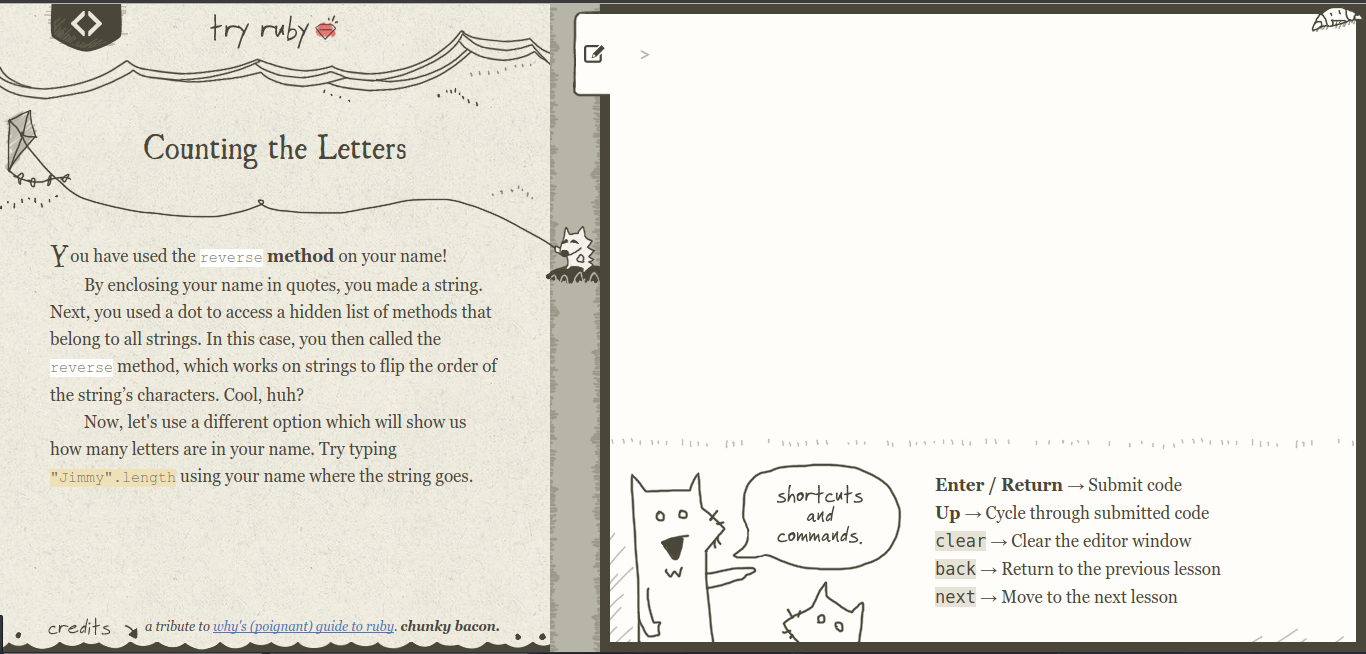 try ruby
Counting the Letters
You have used the reverse method on your name!
By enclosing your name in quotes, you made a string.
Next, you used a dot to access a hidden list of methods that
belong to all strings. In this case, you then called the
reverse method, which works on strings to flip the order of
the string’s characters. Cool, huh?
Now, let's use a different option which will show us
how many letters are in your name. Try typing
"Jimmy".length using your name where the string goes.
credits a tribute to why's (poignant) guide to ruby. chunky bacon.
>
shortcuts
and
commands.
Enter / Return → Submit code
Up → Cycle through submitted code
clear → Clear the editor window
back → Return to the previous lesson
next → Move to the next lesson